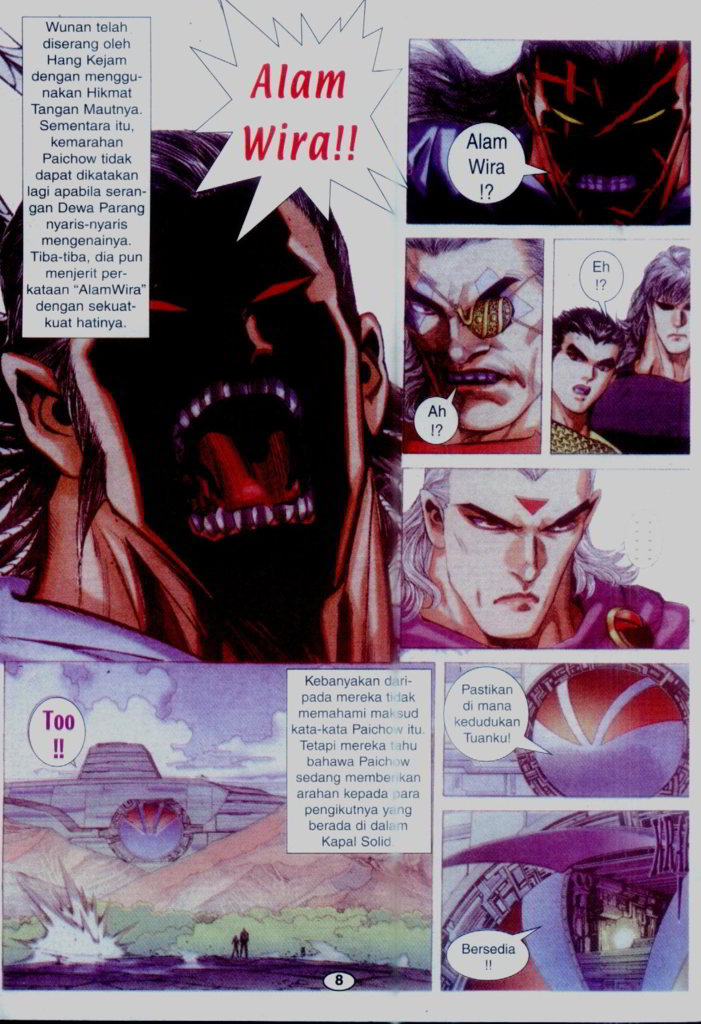 Wunan telah
diserang oleh
Hang Kejam
dengan menggu-
nakan Hikmat
Tangan Mautnya.
Sementara itu,
kemarahan
Paichow tidak
dapat dikatakan
lagi apabila seran-
gan Dewa Parang
nyaris-nyaris
mengenainya.
Tiba-tiba, dia pun
menjerit per-
kataan "AlamWira"
dengan sekuat-
kuat hatinya.
Alam
Wira!!
Alam
Wira
!?
Ah
!?
Eh
!?
Too
!!
Kebanyakan dari-
pada mereka tidak
memahami maksud
kata-kata Paichow itu.
Tetapi mereka tahu
bahawa Paichow
sedang memberikan
arahan kepada para
pengikutnya yang
berada di dalam
Kapal Solid.
Pastikan
di mana
kedudukan
Tuanku!
Bersedia
!!
8